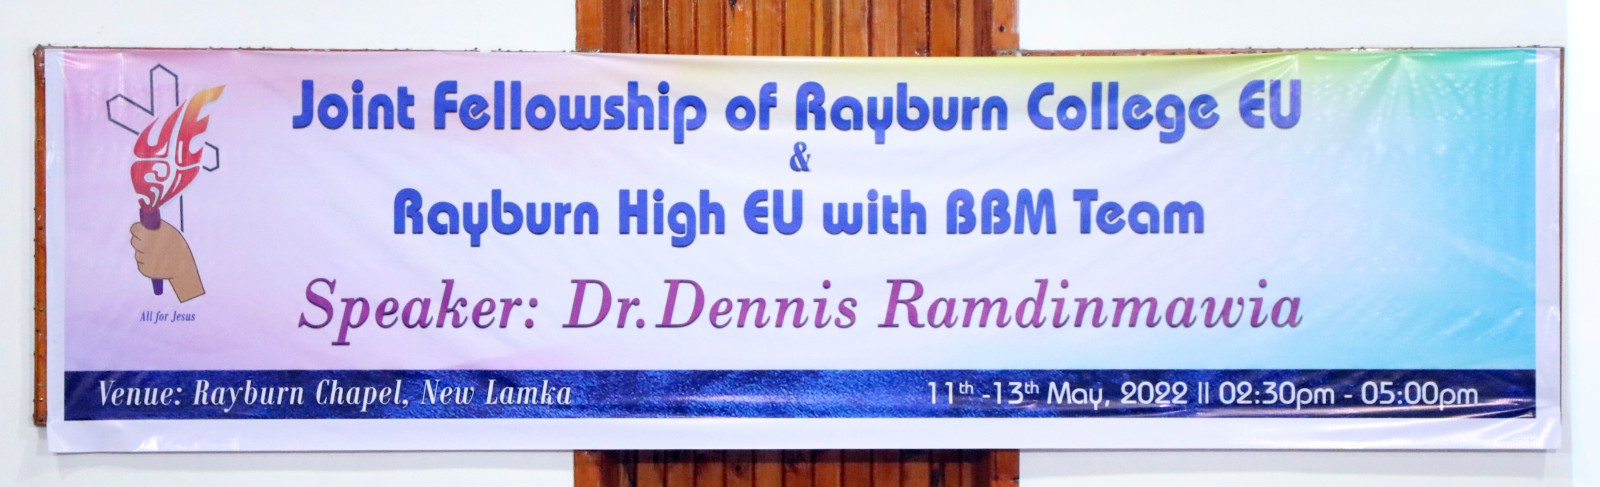 Joint Fellowship of Rayburn College EU
&
Rayburn High EU with BBM Team
Speaker: Dr. Dennis Ramdinmawia
All for Jesus
Venue: Rayburn Chapel, New Lamka
11th -13th May, 2022 || 02:30pm - 05:00pm